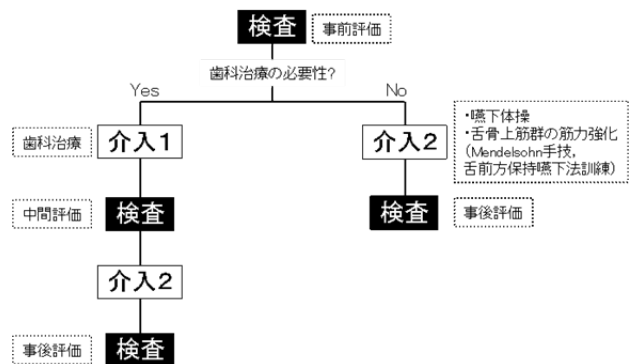 検査
事前評価
歯科治療の必要性?
Yes
No
歯科治療
介入1
介入2
・嚥下体操
・舌骨上筋群の筋力強化
(Mendelsohn手技,
舌前方保持嚥下法訓練)
中間評価
検査
検査
事後評価
介入2
事後評価
検査